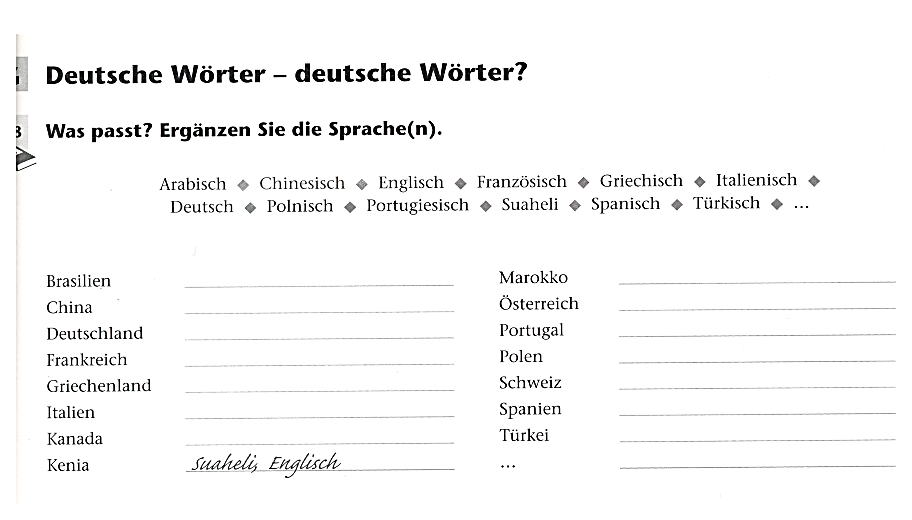 Deutsche Wörter – deutsche Wörter?
3 Was passt? Ergänzen Sie die Sprache(n).
Arabisch ◆ Chinesisch ◆ Englisch ◆ Französisch ◆ Griechisch ◆ Italienisch ◆
Deutsch ◆ Polnisch ◆ Portugiesisch ◆ Suaheli ◆ Spanisch ◆ Türkisch ◆ ...
Brasilien
China
Deutschland
Frankreich
Griechenland
Italien
Kanada
Kenia Suaheli, Englisch
Marokko
Österreich
Portugal
Polen
Schweiz
Spanien
Türkei
...